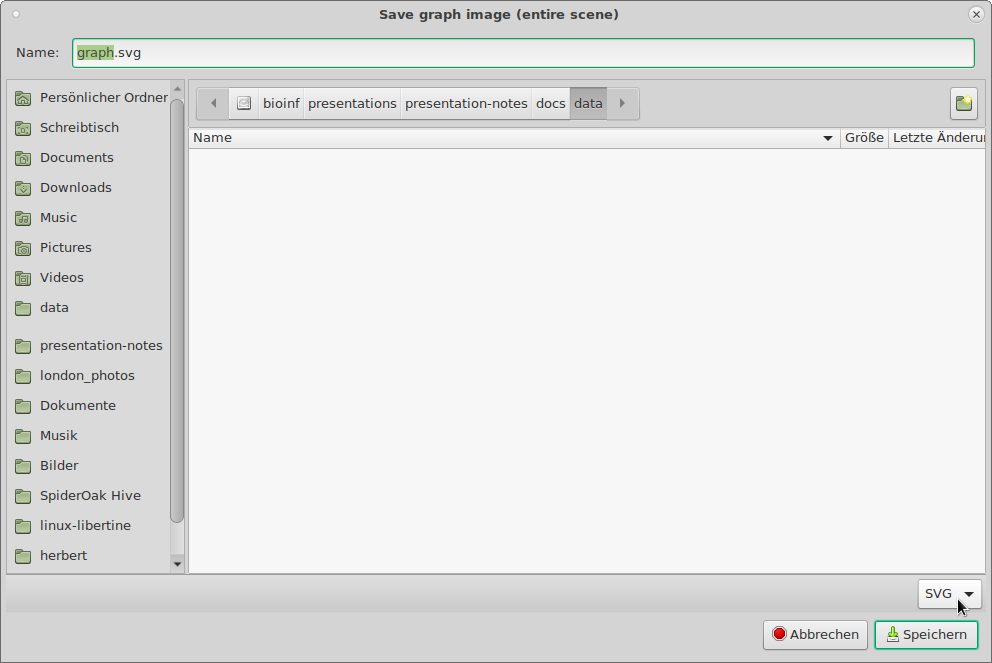 Save graph image (entire scene)
Name: graph.svg
Persönlicher Ordner
Schreibtisch
Documents
Downloads
Music
Pictures
Videos
data
presentation-notes
london_photos
Dokumente
Musik
Bilder
SpiderOak Hive
linux-libertine
herbert
bioinf presentations presentation-notes docs data
Name Größe Letzte Änderu
SVG
Abbrechen Speichern